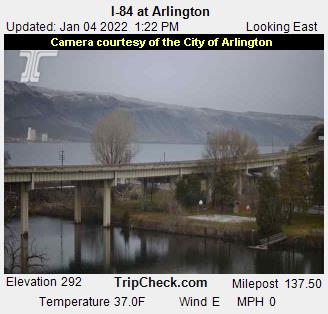 I-84 at Arlington
Updated: Jan 04 2022 1:22 PM Looking East
Camera courtesy of the City of Arlington
Elevation 292 TripCheck.com Milepost 137.50
Temperature 37.0F Wind E MPH 0